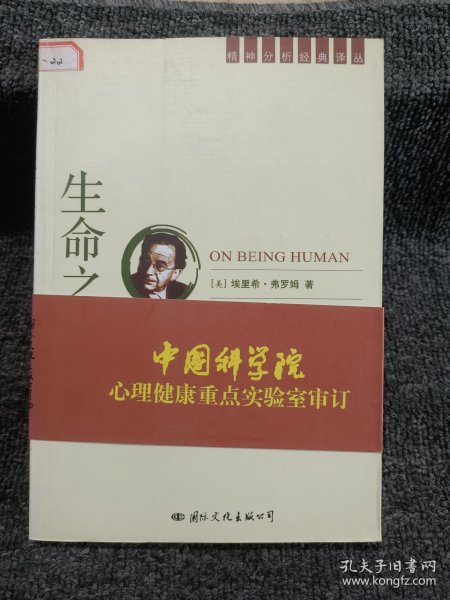 -22
精神分析经典译丛
生命之
ON BEING HUMAN
[美] 埃里希·弗罗姆 著
中国科学院
心理健康重点实验室审订
国际文化出版公司
孔夫子旧书网
www.kongfz.com